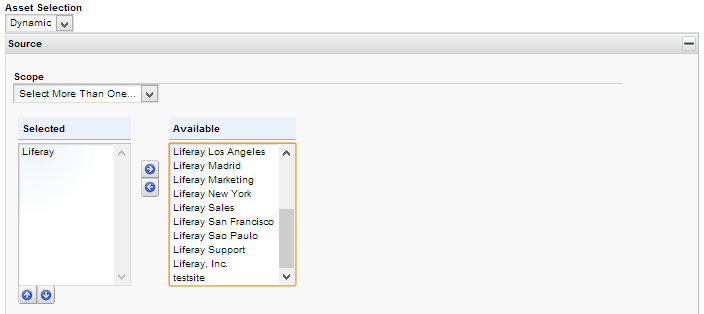 Asset Selection
Dynamic
Source
Scope
Select More Than One...
Selected
Liferay
Available
Liferay Los Angeles
Liferay Madrid
Liferay Marketing
Liferay New York
Liferay Sales
Liferay San Francisco
Liferay Sao Paulo
Liferay Support
Liferay, Inc.
testsite